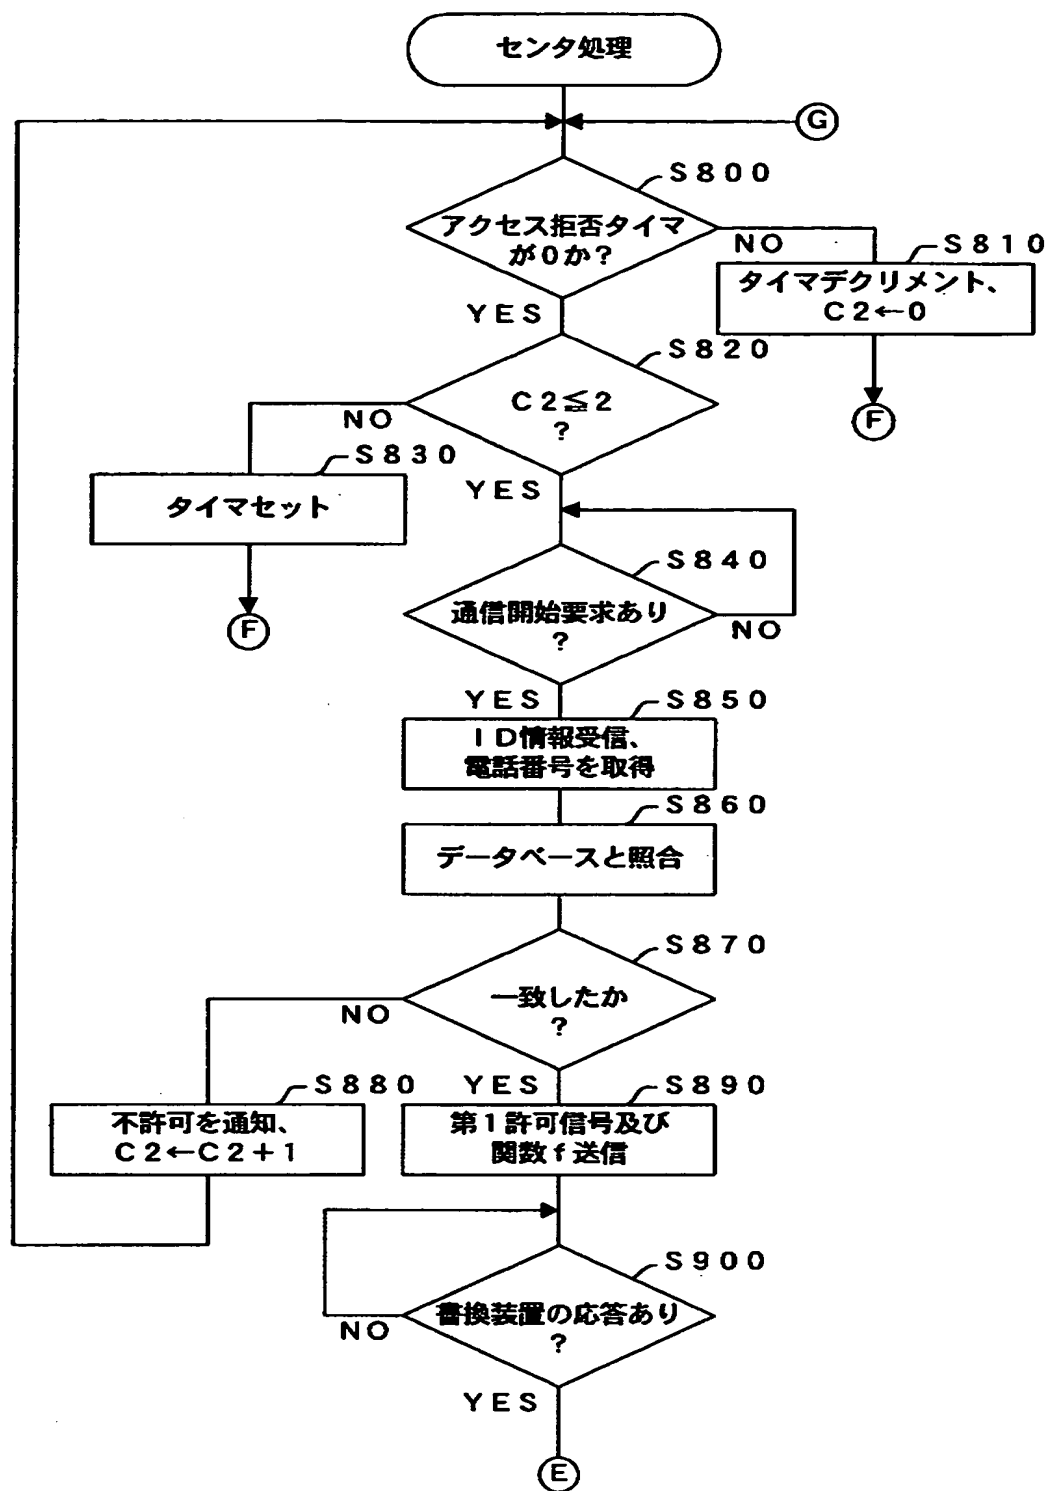 センタ処理
G
S800
アクセス拒否タイマ
が0か？
NO
S810
タイマデクリメント、
C2←0
YES
F
S820
C2≦2
？
NO
S830
タイマセット
YES
F
S840
通信開始要求あり
？
NO
YES
S850
ID情報受信、
電話番号を取得
S860
データベースと照合
S870
一致したか
？
NO
YES
S880
不許可を通知、
C2←C2+1
S890
第1許可信号及び
関数f送信
S900
書換装置の応答あり
？
NO
YES
E